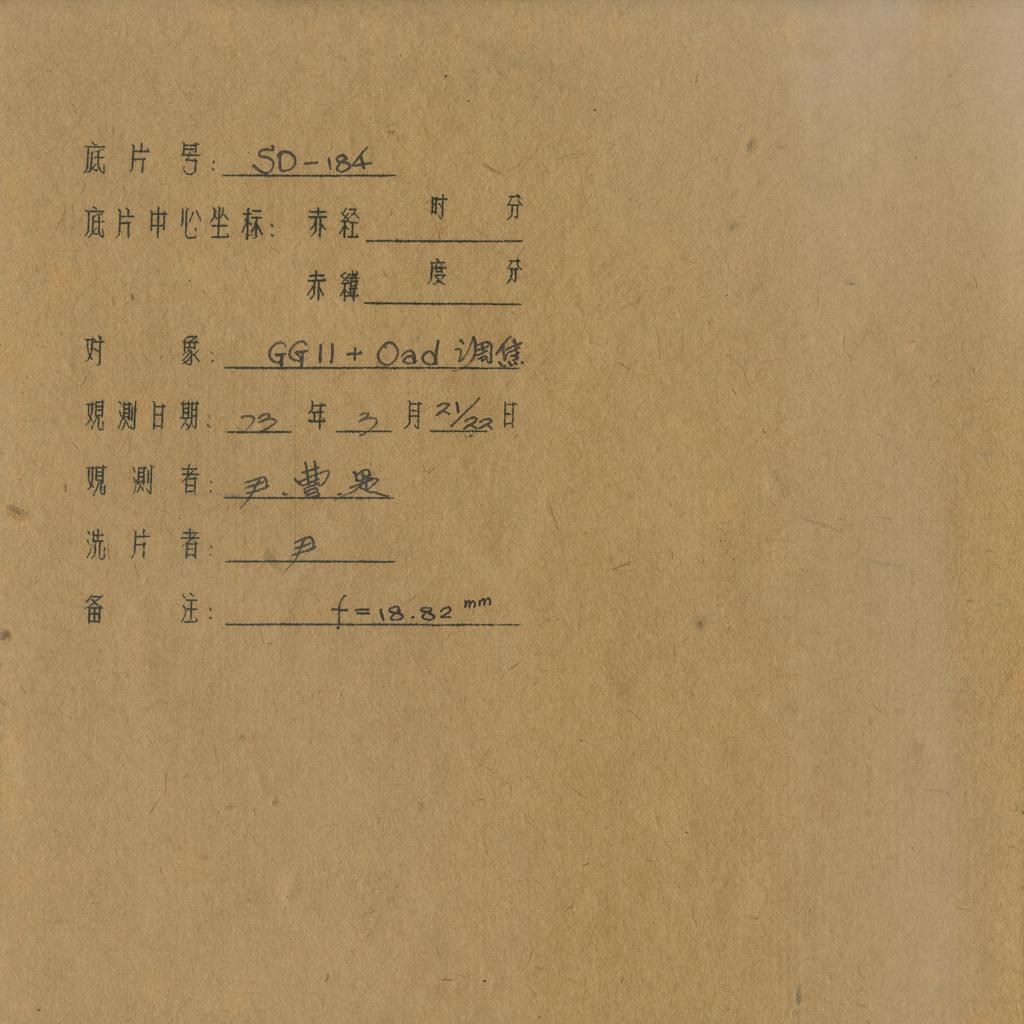 底片号: SD-184
底片中心坐标: 赤经 时 分
赤緯 度 分
对象: GG11 + Oad 调焦
观测日期: 73 年 3 月 21/22 日
观测者: 尹.曹.
洗片者: 尹
备注: f=18.82 mm